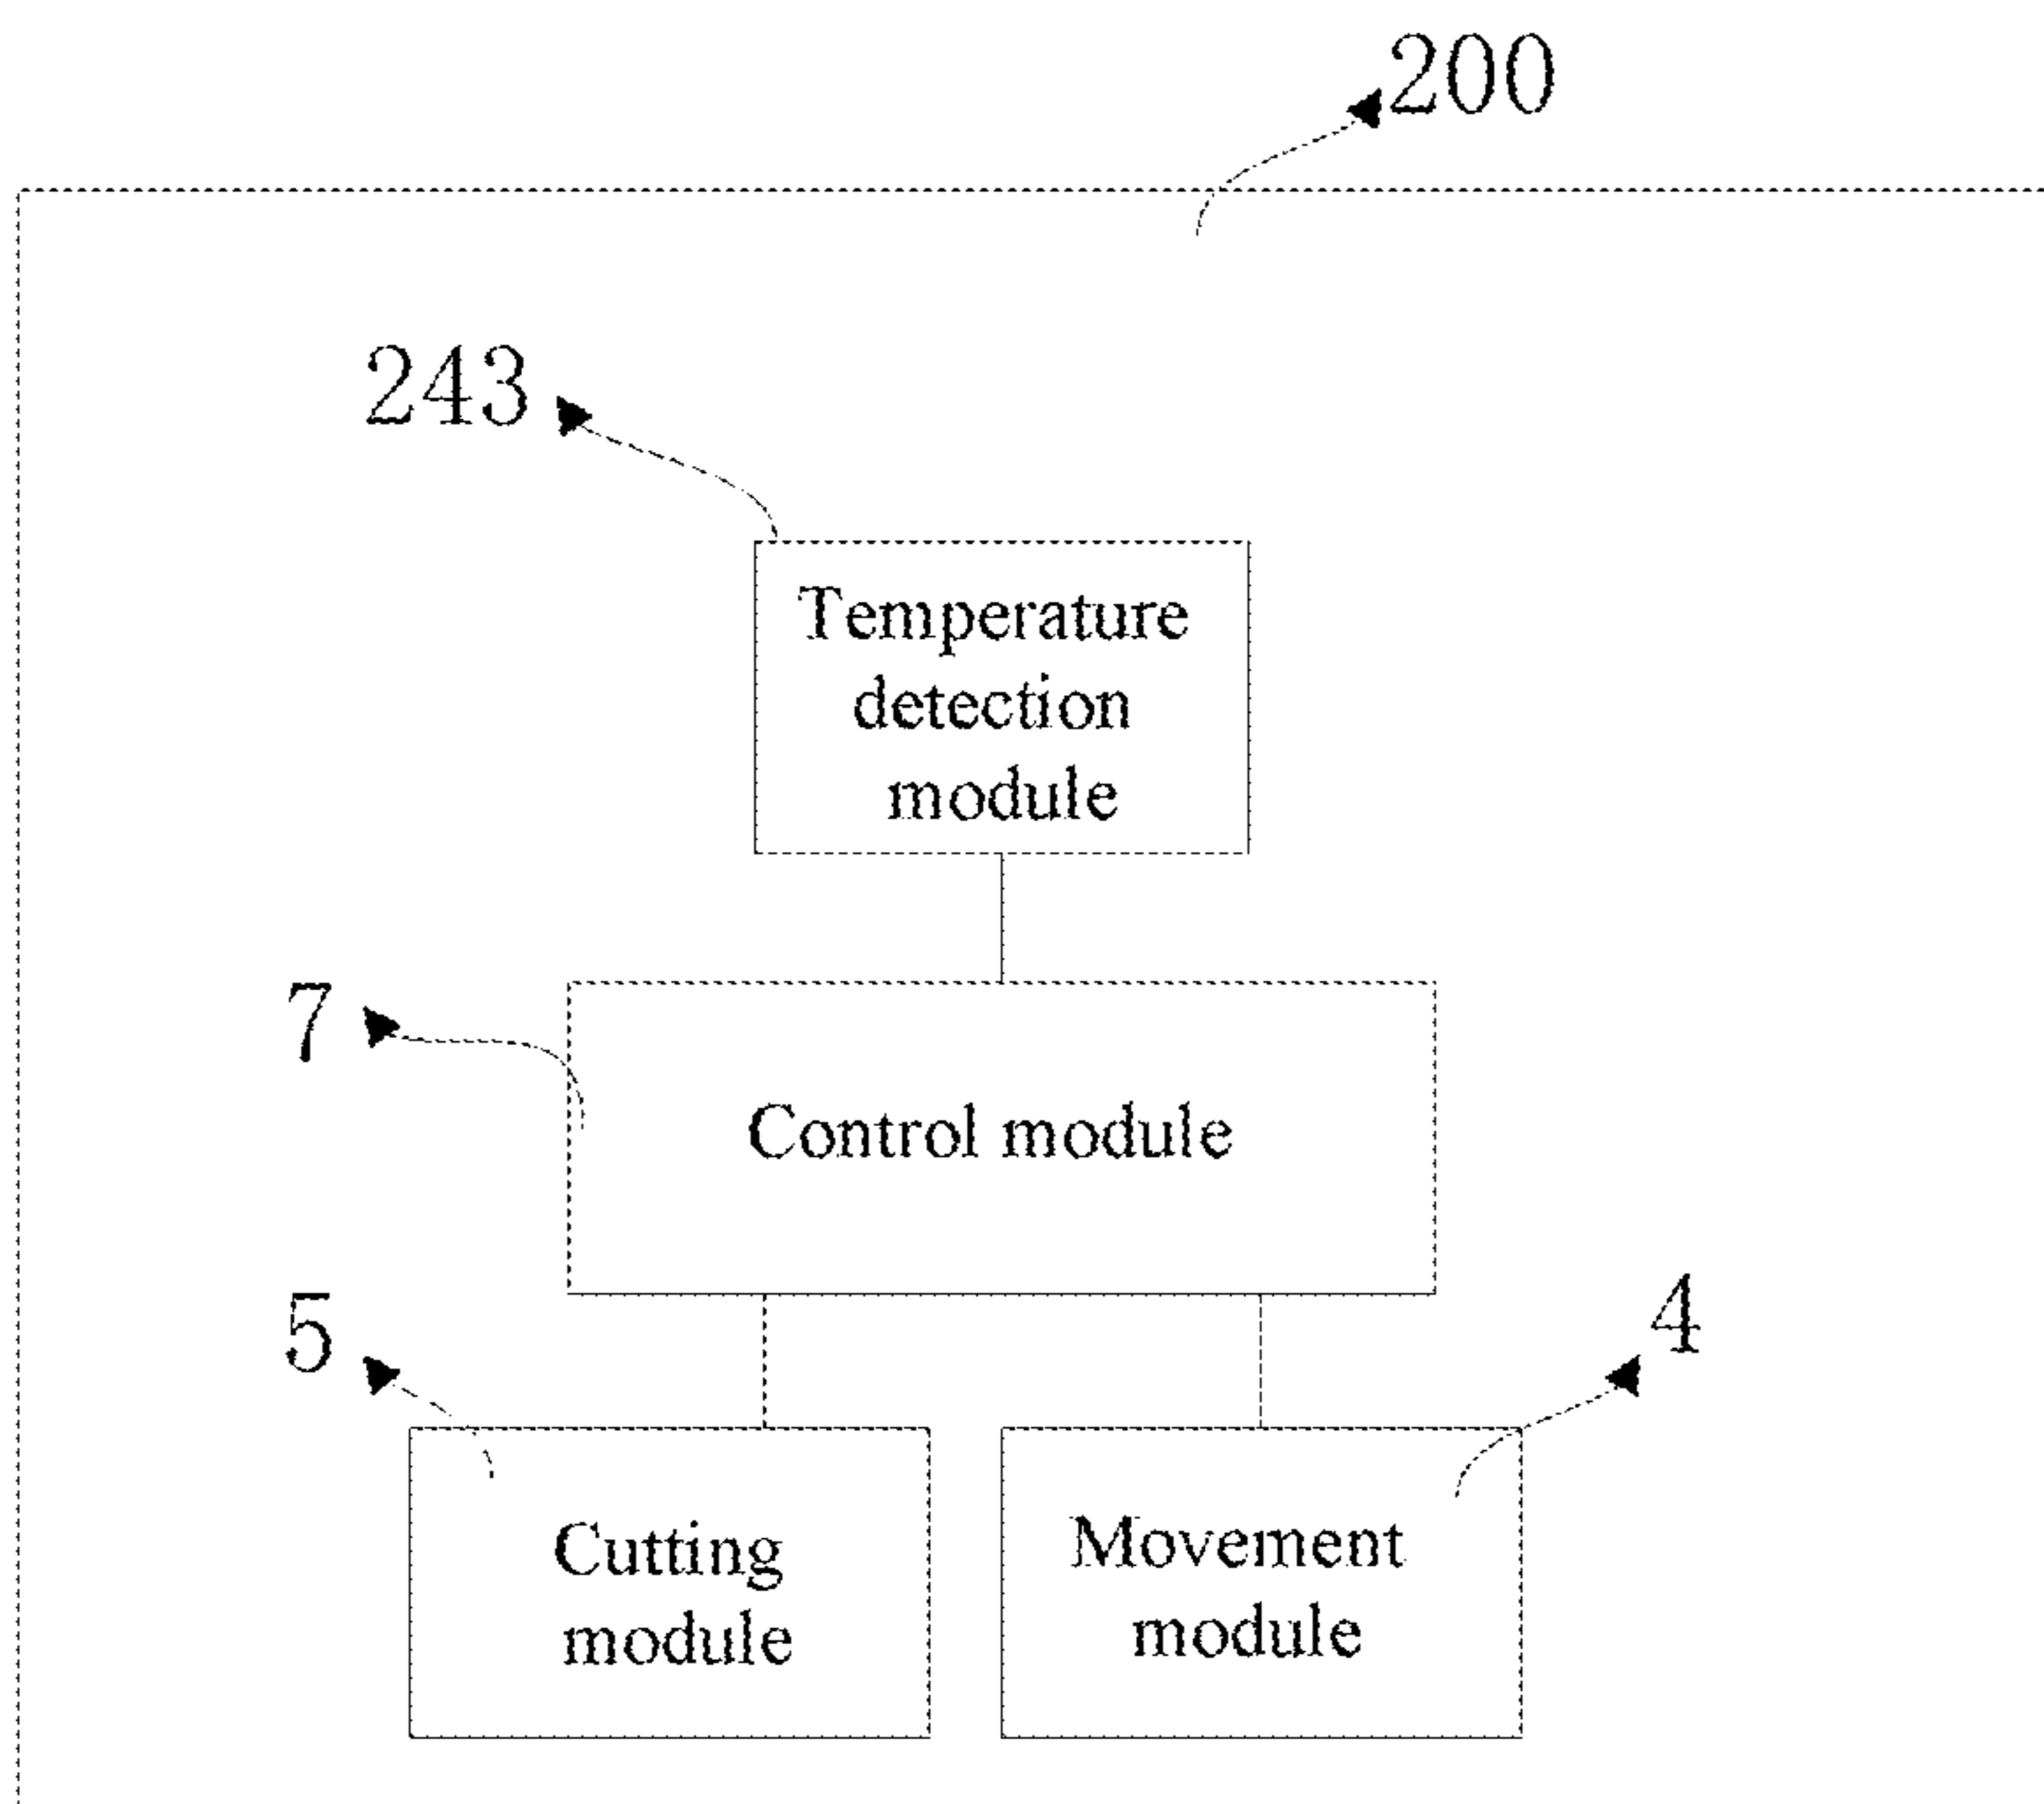 200
243
Temperature
detection
module
7
Control module
5
4
Cutting
module
Movement
module